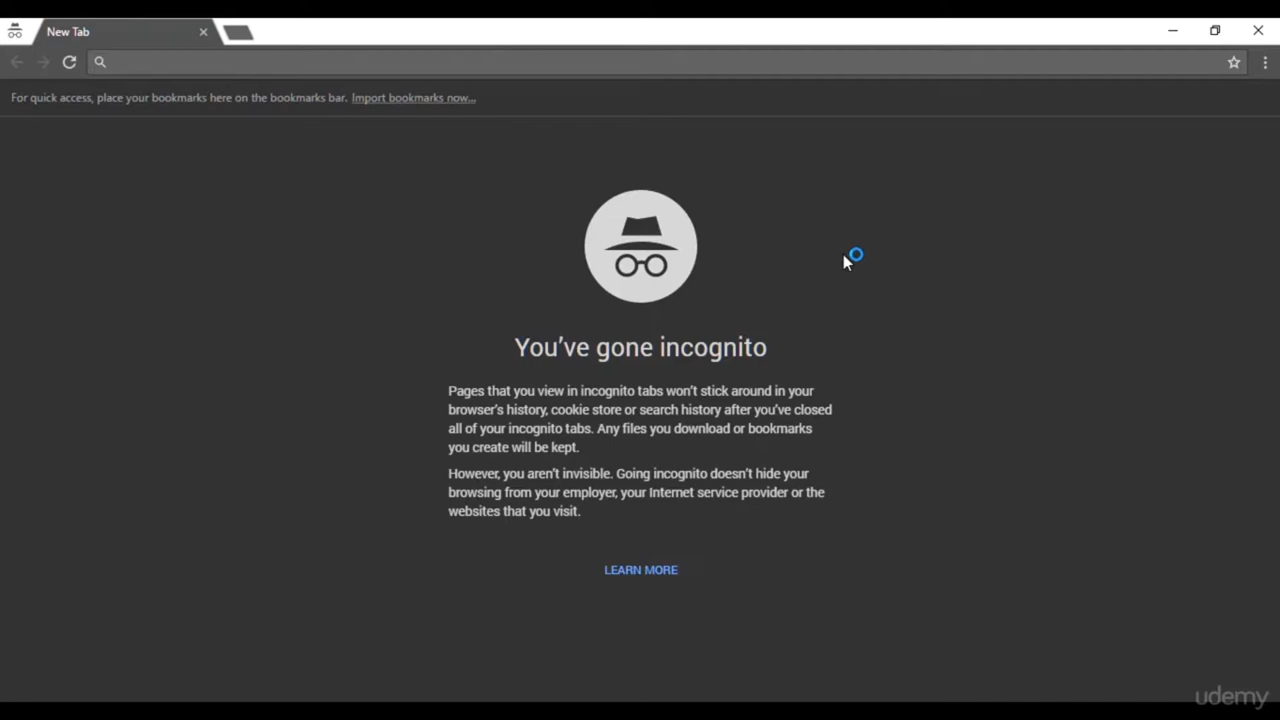 New Tab
For quick access, place your bookmarks here on the bookmarks bar. Import bookmarks now...
You've gone incognito
Pages that you view in incognito tabs won't stick around in your
browser's history, cookie store or search history after you've closed
all of your incognito tabs. Any files you download or bookmarks
you create will be kept.
However, you aren't invisible. Going incognito doesn't hide your
browsing from your employer, your Internet service provider or the
websites that you visit.
LEARN MORE
udemy